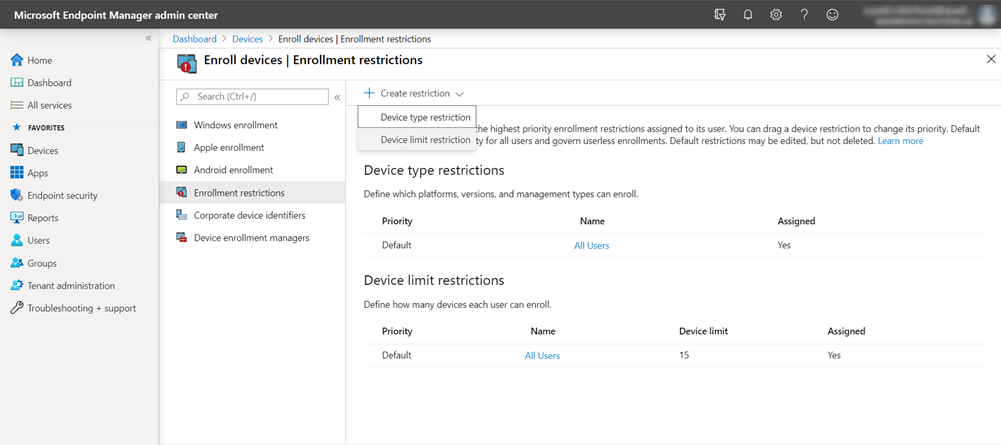 Microsoft Endpoint Manager admin center
Dashboard > Devices > Enroll devices | Enrollment restrictions
Enroll devices | Enrollment restrictions
Home
Dashboard
All services
FAVORITES
Devices
Apps
Endpoint security
Reports
Users
Groups
Tenant administration
Troubleshooting + support
Search (Ctrl+/)
Windows enrollment
Apple enrollment
Android enrollment
Enrollment restrictions
Corporate device identifiers
Device enrollment managers
Create restriction
Device type restriction
Device limit restriction
the highest priority enrollment restrictions assigned to its user. You can drag a device restriction to change its priority. Default
for all users and govern userless enrollments. Default restrictions may be edited, but not deleted. Learn more
Device type restrictions
Define which platforms, versions, and management types can enroll.
Priority Name Assigned
Default All Users Yes
Device limit restrictions
Define how many devices each user can enroll.
Priority Name Device limit Assigned
Default All Users 15 Yes